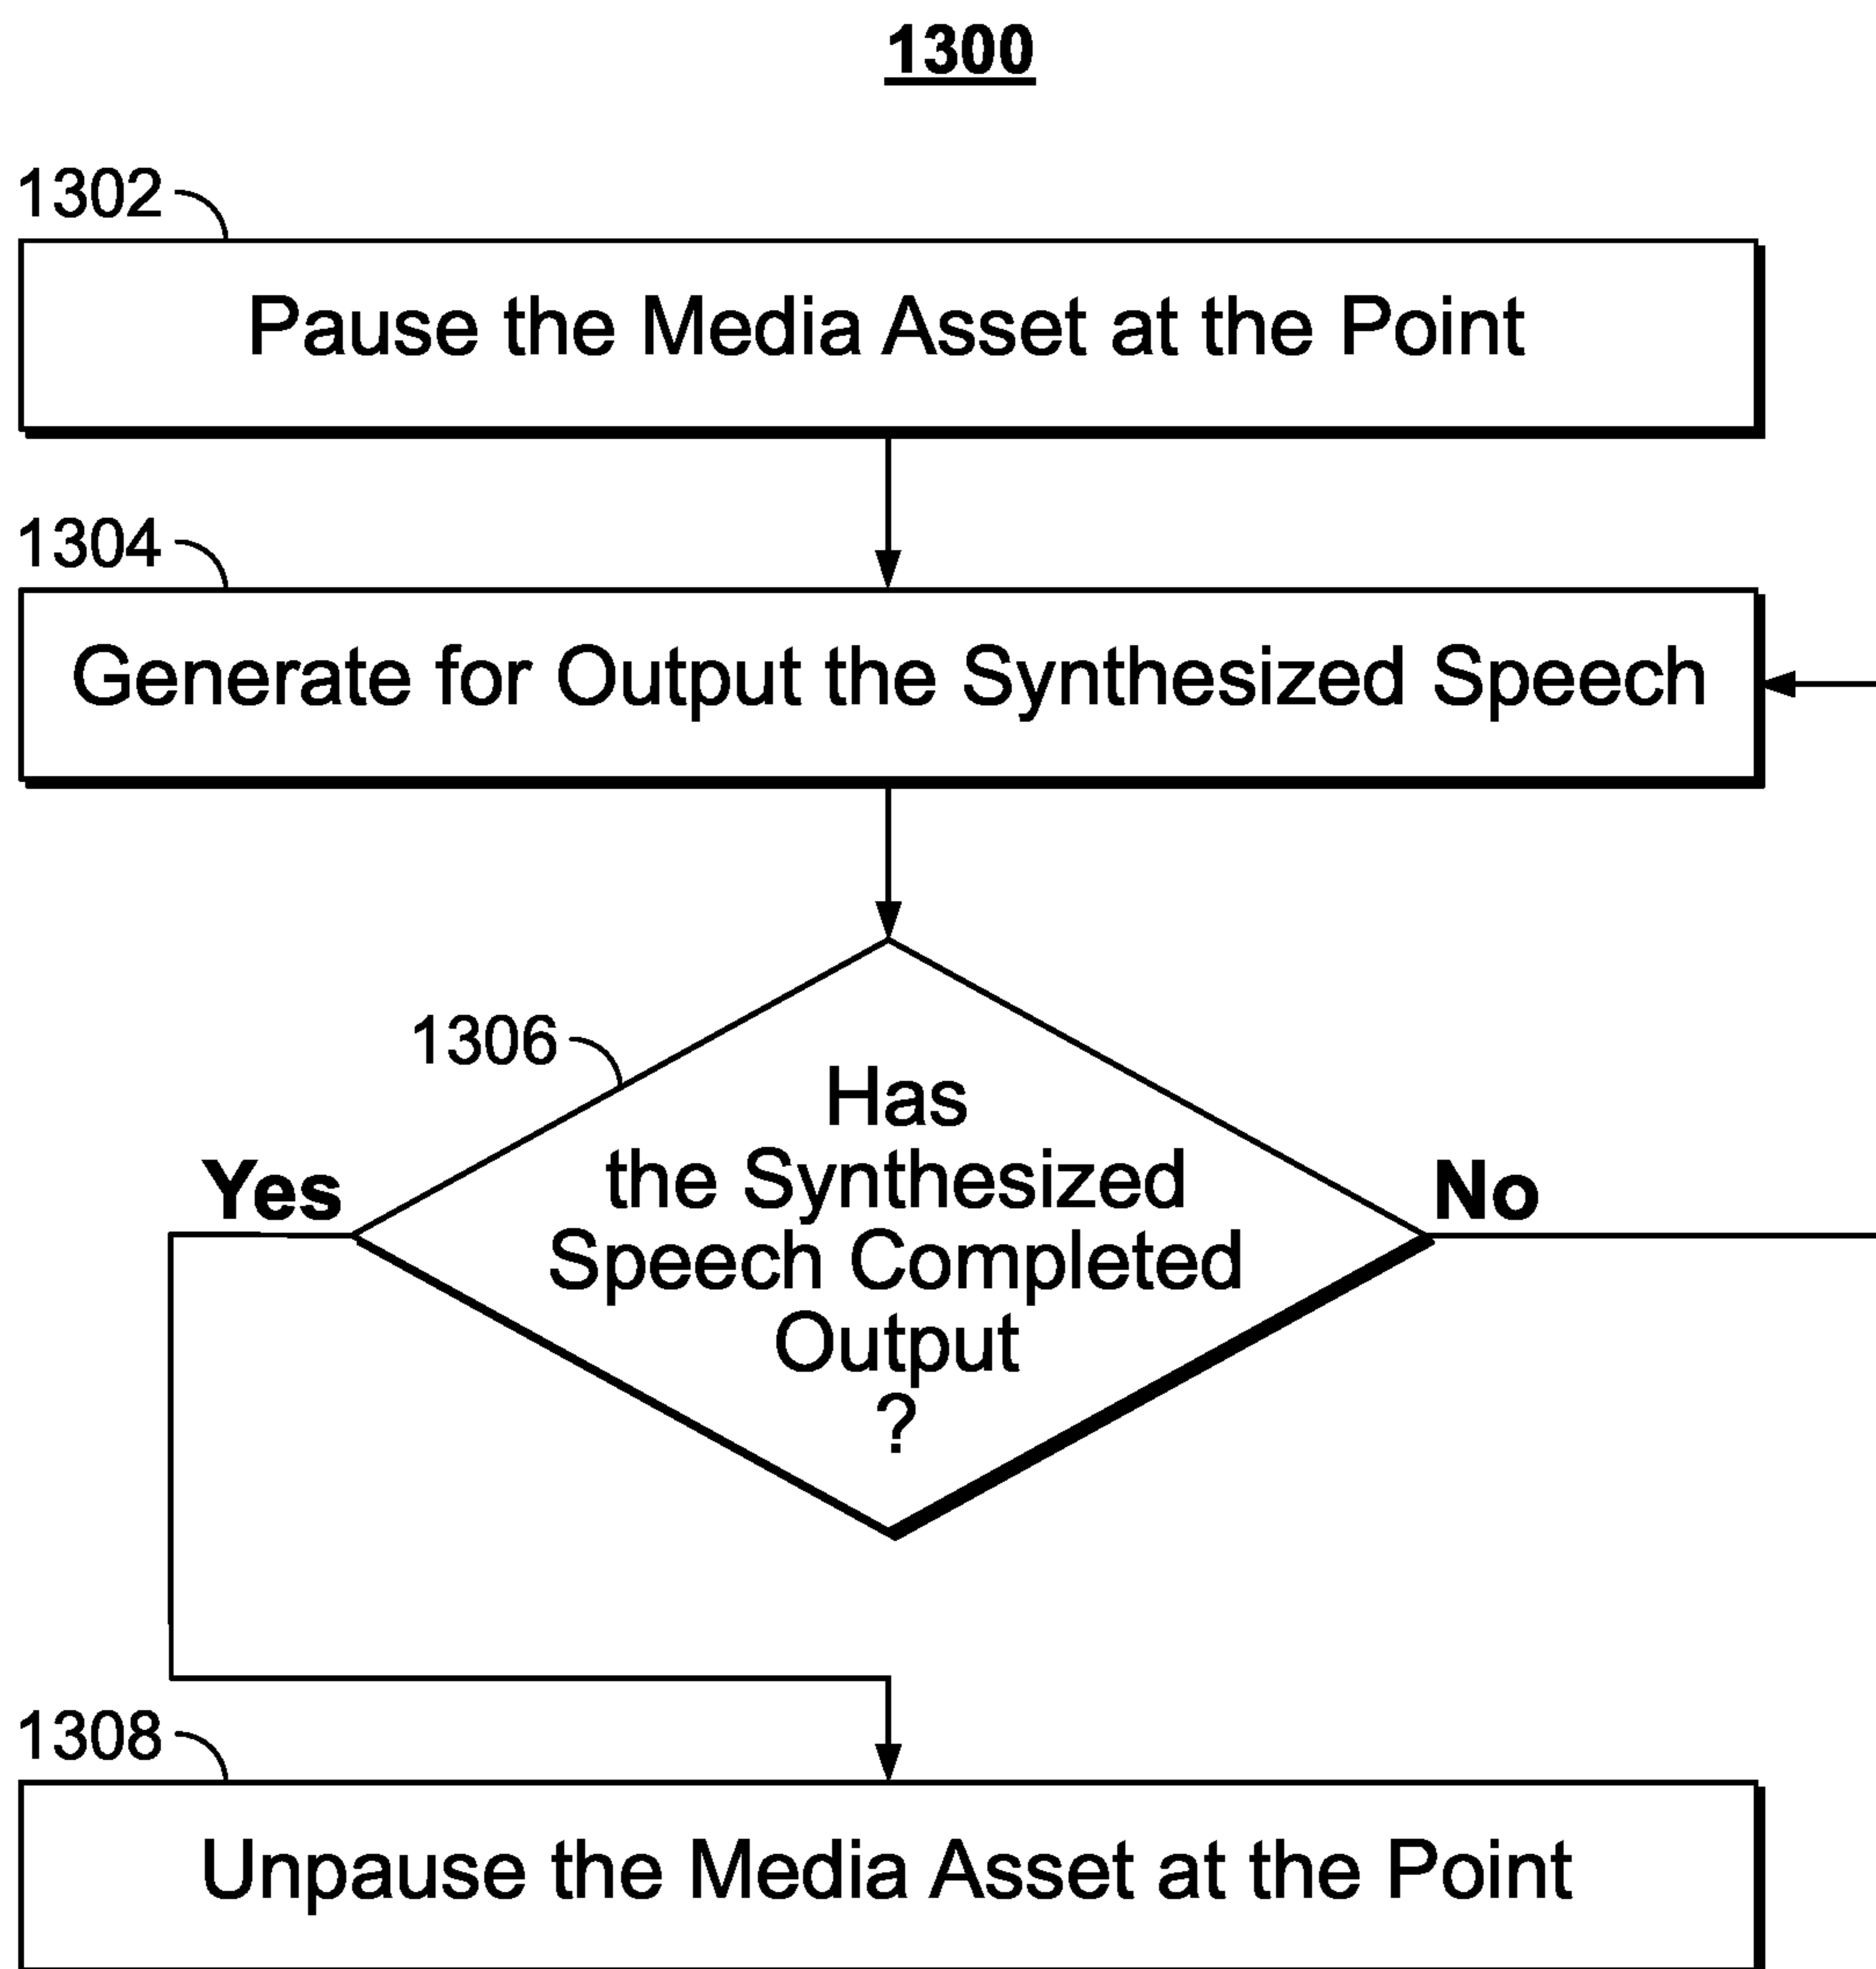 1300
1302
Pause the Media Asset at the Point
1304
Generate for Output the Synthesized Speech
1306
Has
the Synthesized
Speech Completed
Output
?
Yes
No
1308
Unpause the Media Asset at the Point